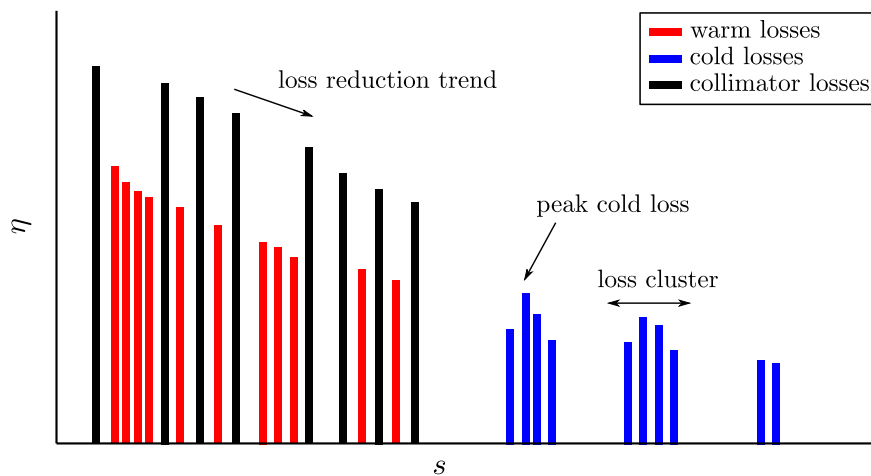 warm losses
cold losses
collimator losses
loss reduction trend
peak cold loss
loss cluster
η
s